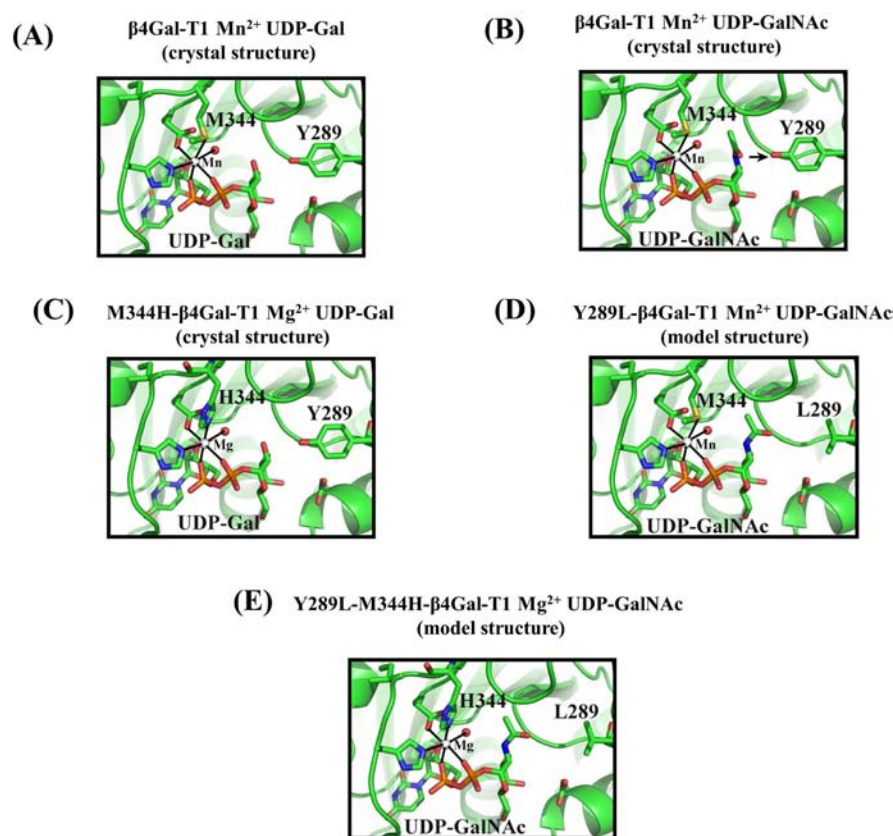 (A)
β4Gal-T1 Mn²⁺ UDP-Gal
(crystal structure)
M344
Y289
Mn
UDP-Gal
(B)
β4Gal-T1 Mn²⁺ UDP-GalNAc
(crystal structure)
M344
Y289
Mn
UDP-GalNAc
(C)
M344H-β4Gal-T1 Mg²⁺ UDP-Gal
(crystal structure)
H344
Y289
Mg
UDP-Gal
(D)
Y289L-β4Gal-T1 Mn²⁺ UDP-GalNAc
(model structure)
M344
L289
Mn
UDP-GalNAc
(E)
Y289L-M344H-β4Gal-T1 Mg²⁺ UDP-GalNAc
(model structure)
H344
L289
Mg
UDP-GalNAc